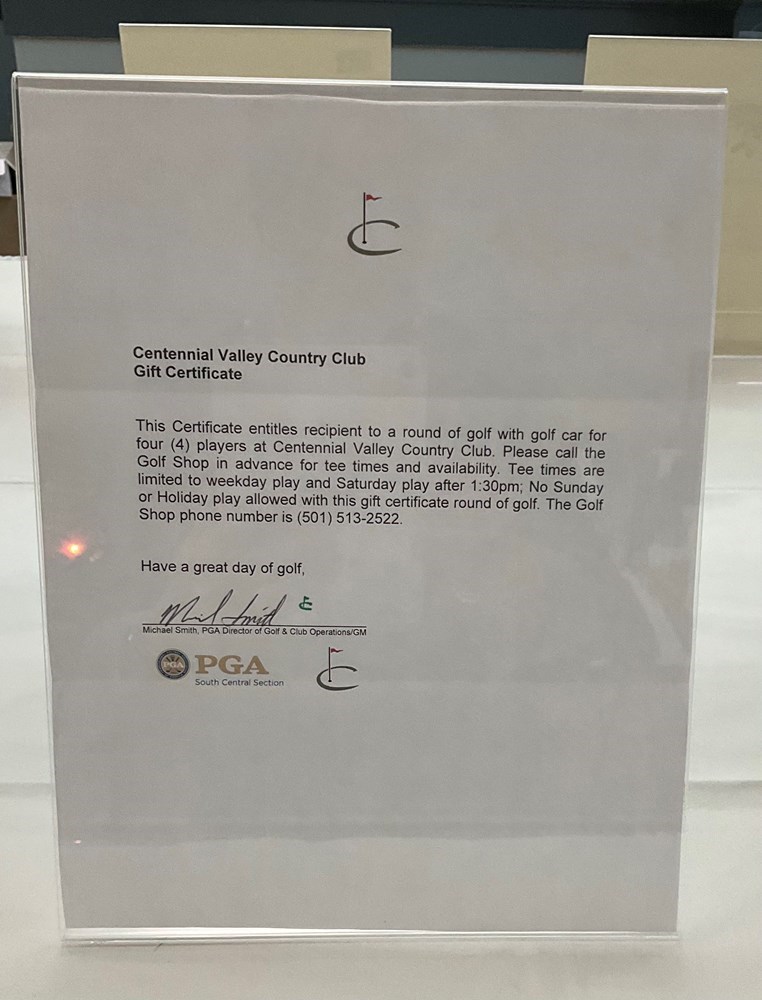 Centennial Valley Country Club
Gift Certificate
This Certificate entitles recipient to a round of golf with golf car for
four (4) players at Centennial Valley Country Club. Please call the
Golf Shop in advance for tee times and availability. Tee times are
limited to weekday play and Saturday play after 1:30pm; No Sunday
or Holiday play allowed with this gift certificate round of golf. The Golf
Shop phone number is (501) 513-2522.
Have a great day of golf,
Michael Smith, PGA Director of Golf & Club Operations/GM
PGA
PGA
South Central Section